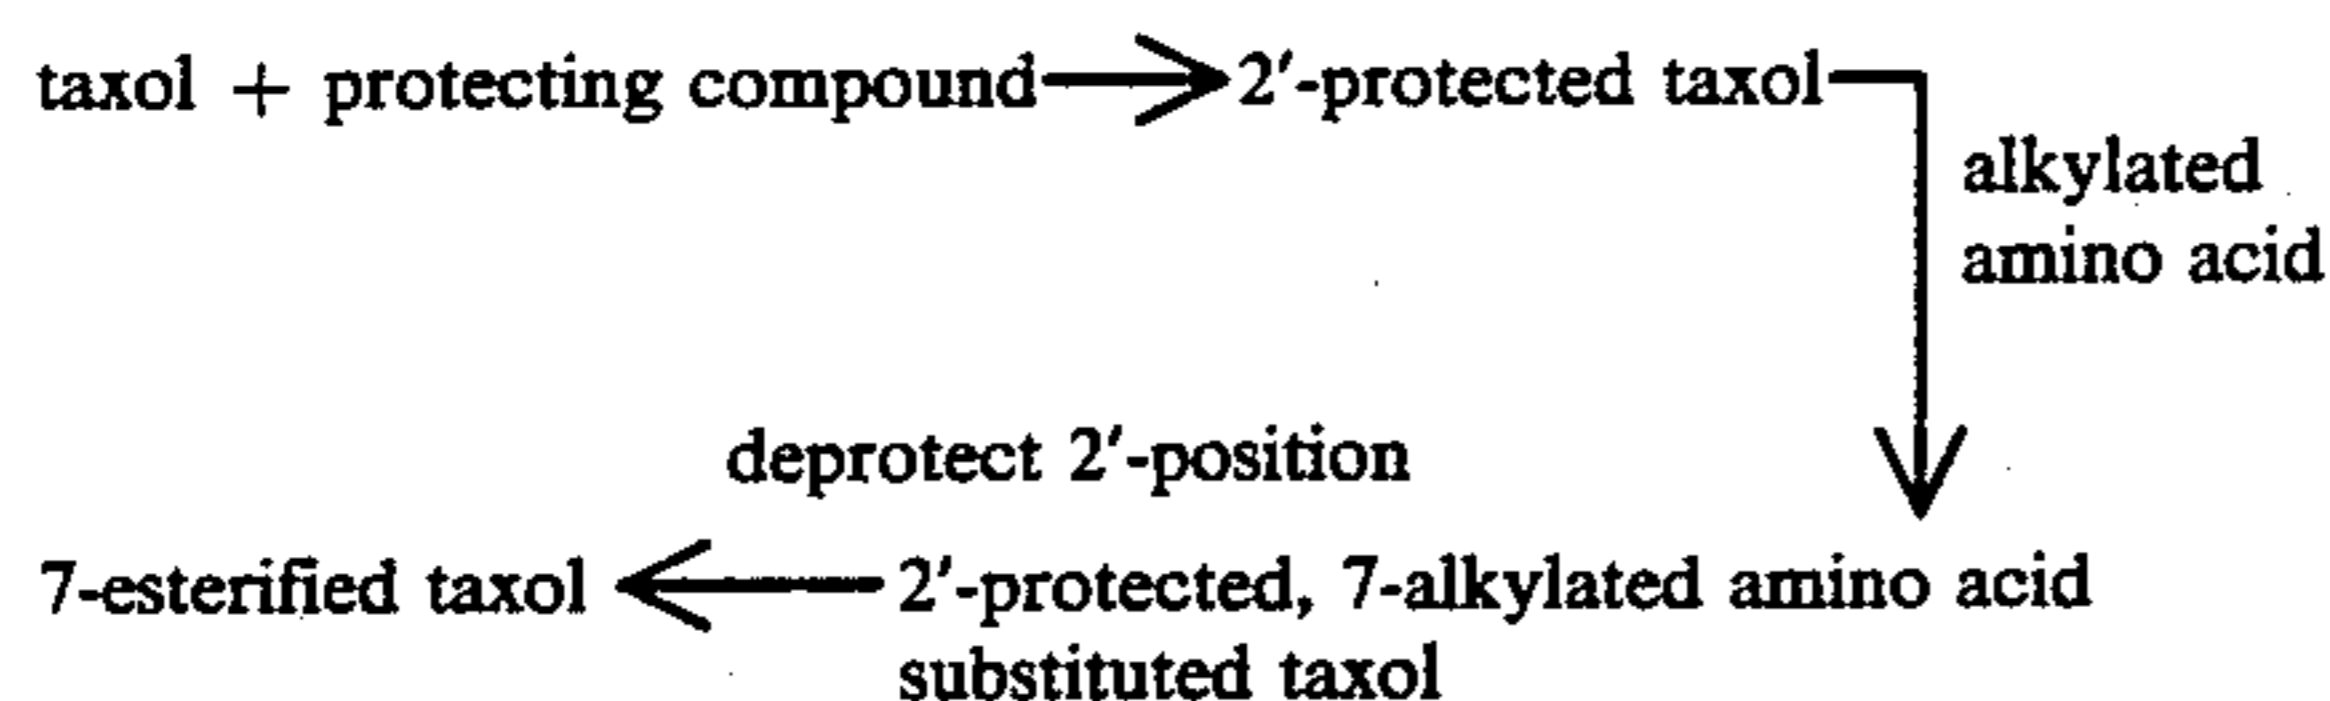 taxol + protecting compound → 2′-protected taxol
alkylated
amino acid
deprotect 2′-position
7-esterified taxol ← 2′-protected, 7-alkylated amino acid
substituted taxol